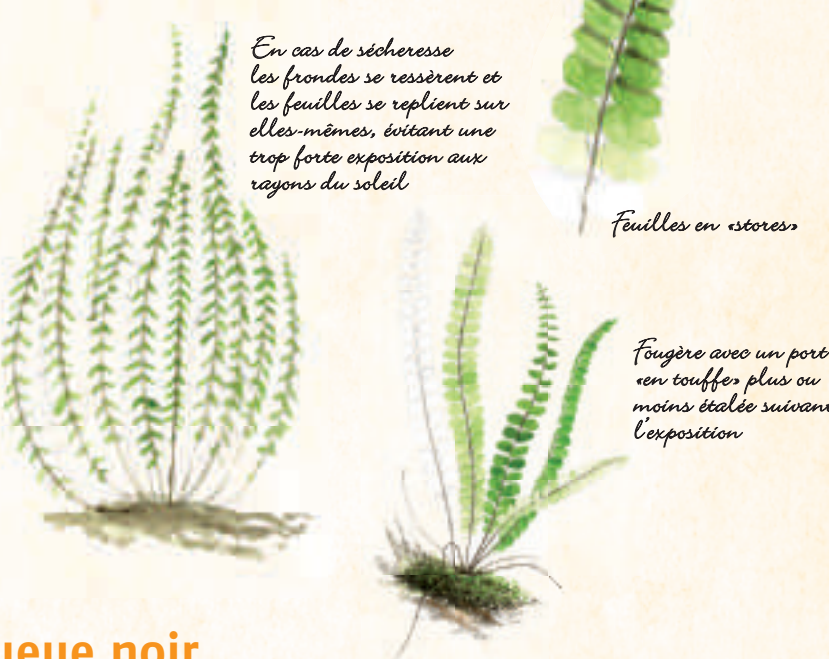 En cas de sécheresse
les frondes se ressèrent et
les feuilles se replient sur
elles-mêmes, évitant une
trop forte exposition aux
rayons du soleil
Feuilles en «stores»
Fougère avec un port
«en touffe» plus ou
moins étalée suivant
l'exposition
noir